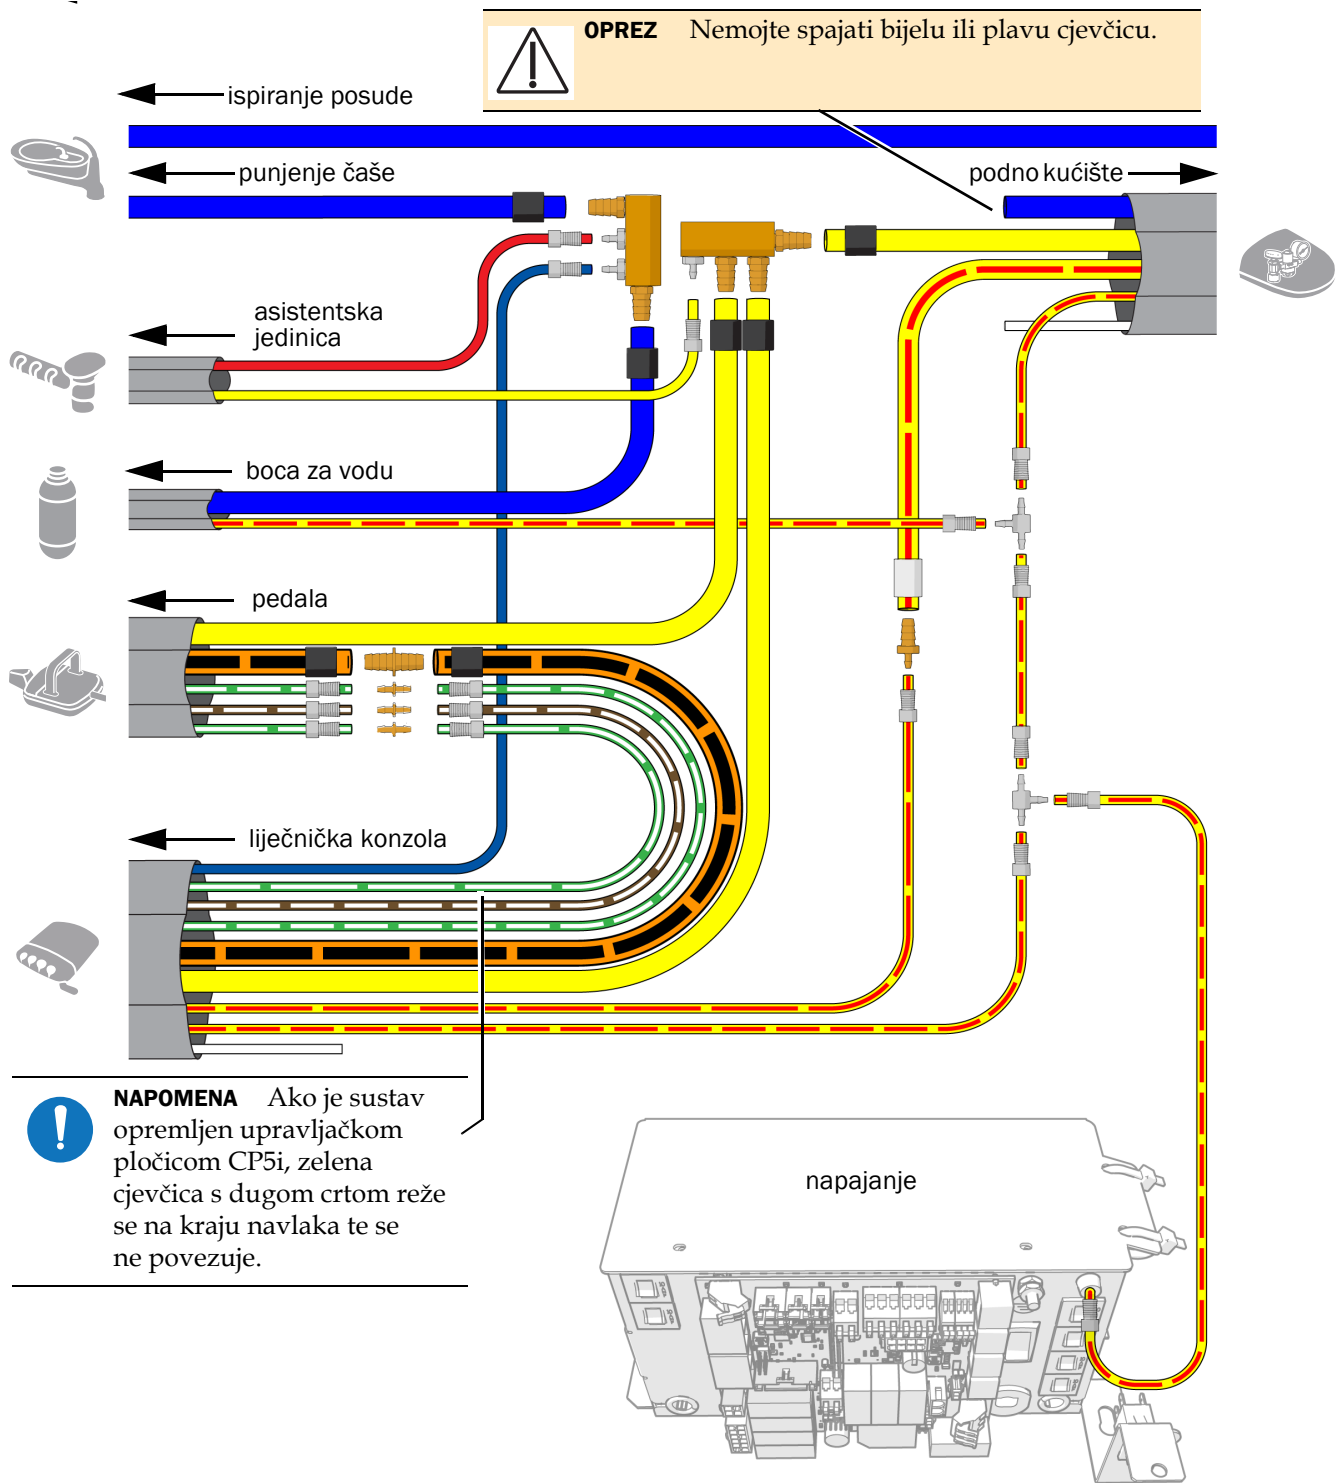 OPREZ Nemojte spajati bijelu ili plavu cjevčicu.
ispiranje posude
punjenje čaše
podno kućište
asistentska
jedinica
boca za vodu
pedala
liječnička konzola
NAPOMENA Ako je sustav
opremljen upravljačkom
pločicom CP5i, zelena
cjevčica s dugom crtom reže
se na kraju navlaka te se
ne povezuje.
napajanje